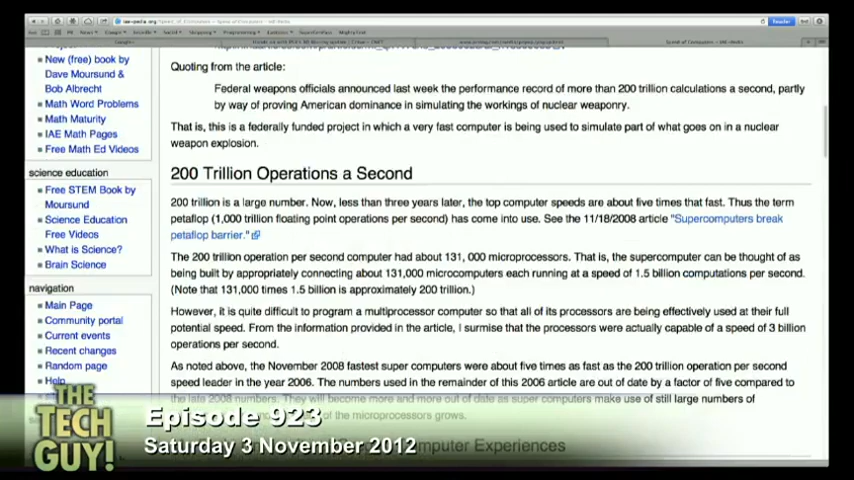 Reader
Project
New (free) book by
Dave Moursund &
Bob Albrecht
Math Word Problems
Math Maturity
IAE Math Pages
Free Math Ed Videos
science education
Free STEM Book by
Moursund
Science Education
Free Videos
What is Science?
Brain Science
navigation
Main Page
Community portal
Current events
Recent changes
Random page
Help
Quoting from the article:
Federal weapons officials announced last week the performance record of more than 200 trillion calculations a second, partly
by way of proving American dominance in simulating the workings of nuclear weaponry.
That is, this is a federally funded project in which a very fast computer is being used to simulate part of what goes on in a nuclear
weapon explosion.
200 Trillion Operations a Second
200 trillion is a large number. Now, less than three years later, the top computer speeds are about five times that fast. Thus the term
petaflop (1,000 trillion floating point operations per second) has come into use. See the 11/18/2008 article "Supercomputers break
petaflop barrier."
The 200 trillion operation per second computer had about 131, 000 microprocessors. That is, the supercomputer can be thought of as
being built by appropriately connecting about 131,000 microcomputers each running at a speed of 1.5 billion computations per second.
(Note that 131,000 times 1.5 billion is approximately 200 trillion.)
However, it is quite difficult to program a multiprocessor computer so that all of its processors are being effectively used at their full
potential speed. From the information provided in the article, I surmise that the processors were actually capable of a speed of 3 billion
operations per second.
As noted above, the November 2008 fastest super computers were about five times as fast as the 200 trillion operation per second
speed leader in the year 2006. The numbers used in the remainder of this 2006 article are out of date by a factor of five compared to
the late 2008 numbers. They will become more and more out of date as super computers make use of still large numbers of
of the microprocessors grows.
Computer Experiences
THE
TECH
GUY!
Episode 923
Saturday 3 November 2012